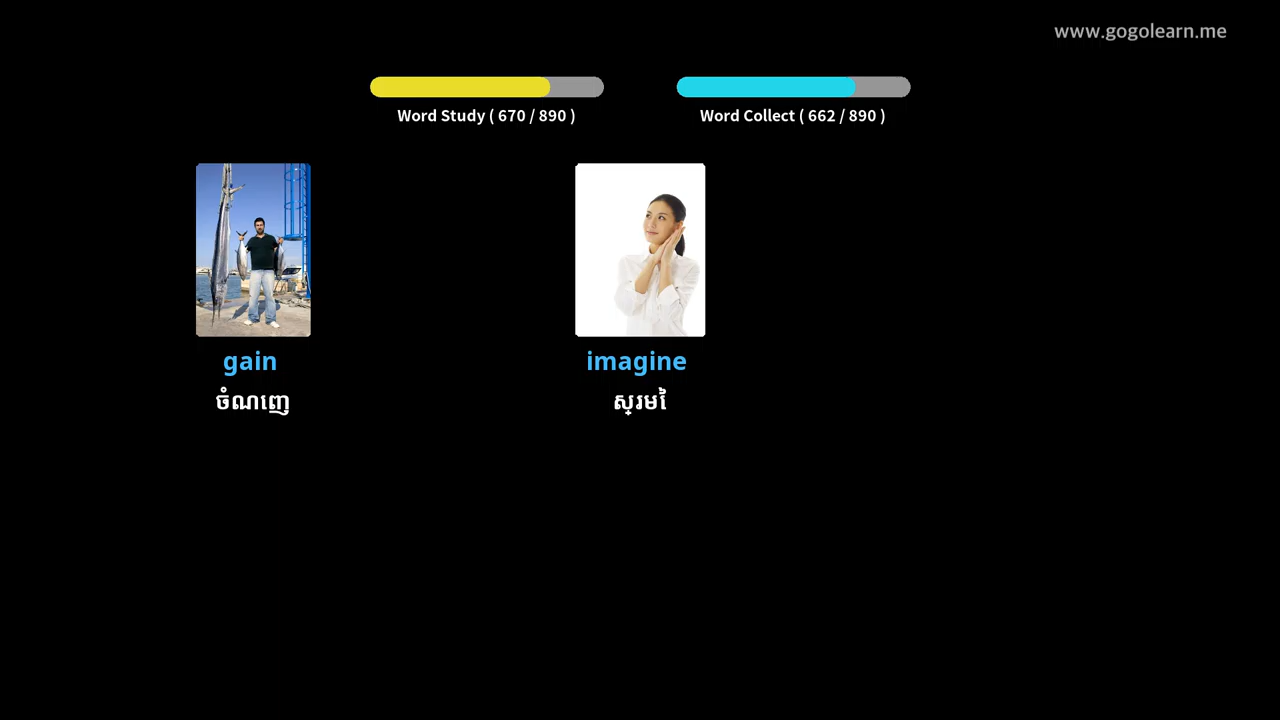 www.gogolearn.me
Word Study ( 670 / 890 )
Word Collect ( 662 / 890 )
gain
ចំណញេ
imagine
ស្រមៃ